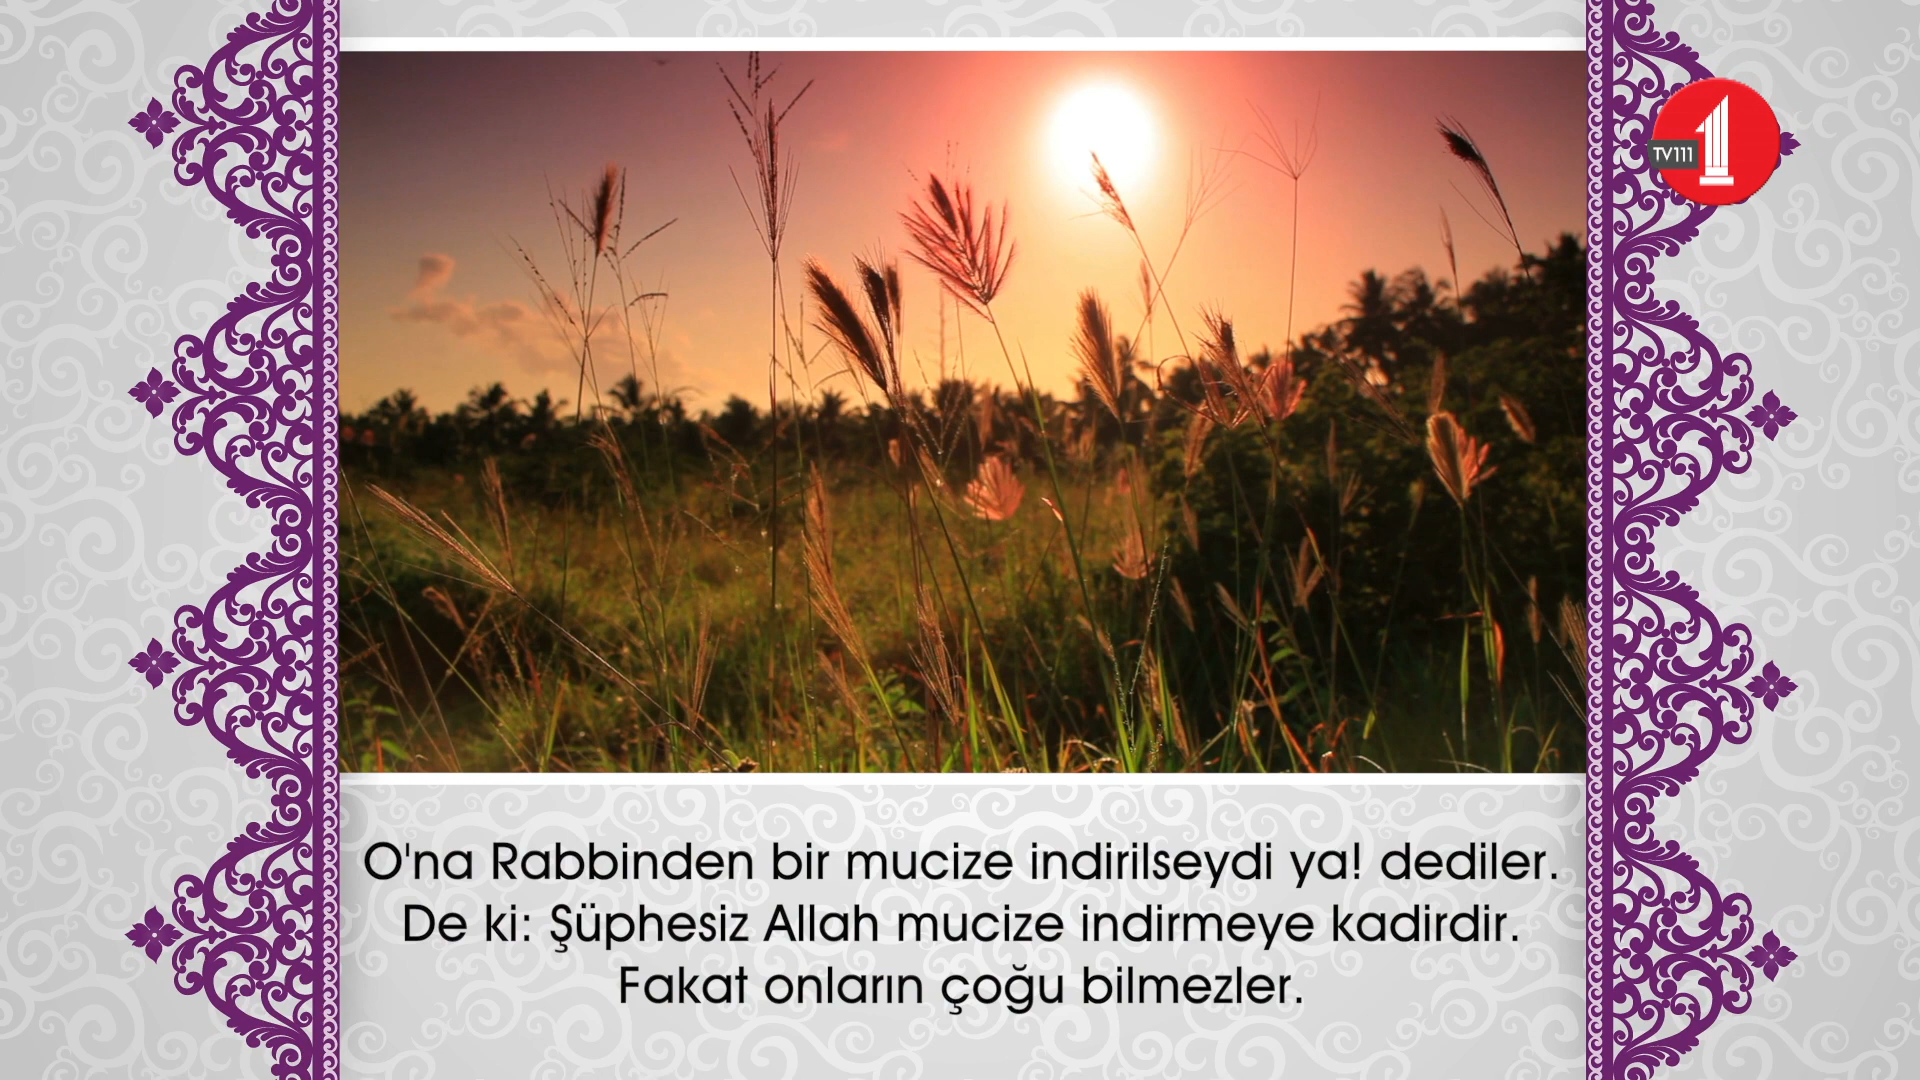 TV111
1
O'na Rabbinden bir mucize indirilseydi ya! dediler.
De ki: Şüphesiz Allah mucize indirmeye kadirdir.
Fakat onların çoğu bilmezler.